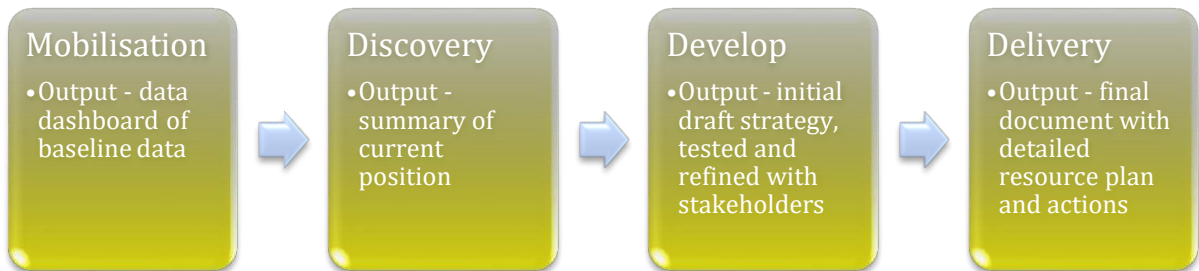 Mobilisation
•Output - data
dashboard of
baseline data
Discovery
•Output -
summary of
current
position
Develop
•Output - initial
draft strategy,
tested and
refined with
stakeholders
Delivery
•Output - final
document with
detailed
resource plan
and actions